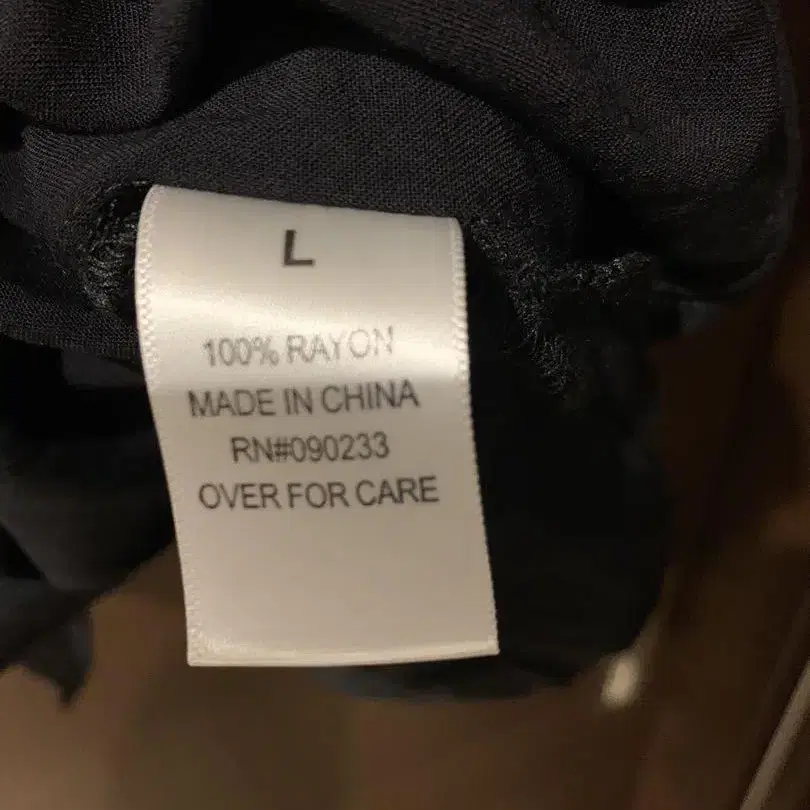 L
100% RAYON
MADE IN CHINA
RN#090233
OVER FOR CARE